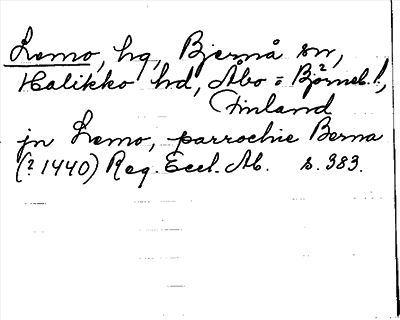 Lemo, hg, Bjernå sn,
Halikko hd, Åbo = Björneb. l.,
Finland
jn Lemo, parrochie Berna
(? 1440) Reg. Eccl. Ab. s. 383.